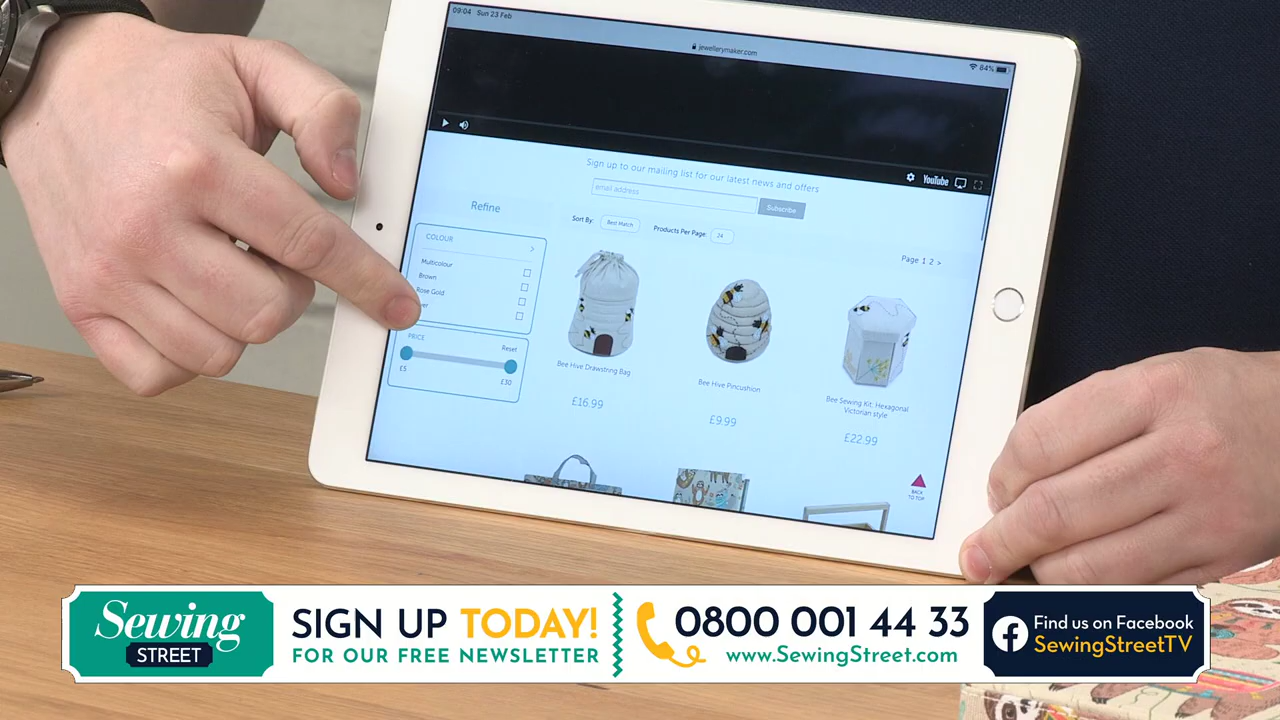 09:04 Sun 23 Feb
jewellerymaker.com
84%
YouTube
Sign up to our mailing list for our latest news and offers
email address
Subscribe
Refine
Sort By: Best Match Products Per Page: 24
Page 1 2 >
COLOUR >
Multicolour
Brown
Rose Gold
PRICE
Reset
£5
£30
Bee Hive Drawstring Bag
£16.99
Bee Hive Pincushion
£9.99
Bee Sewing Kit: Hexagonal
Victorian style
£22.99
BACK
TO TOP
Sewing
STREET
SIGN UP TODAY!
FOR OUR FREE NEWSLETTER
0800 001 44 33
www.SewingStreet.com
Find us on Facebook
SewingStreetTV